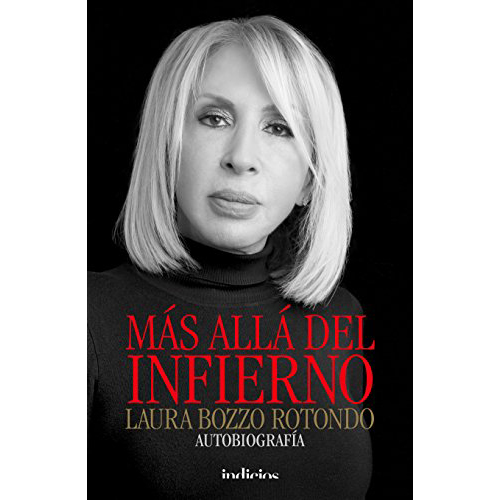 MÁS ALLÁ DEL
INFIERNO
LAURA BOZZO ROTONDO
AUTOBIOGRAFÍA
indicios